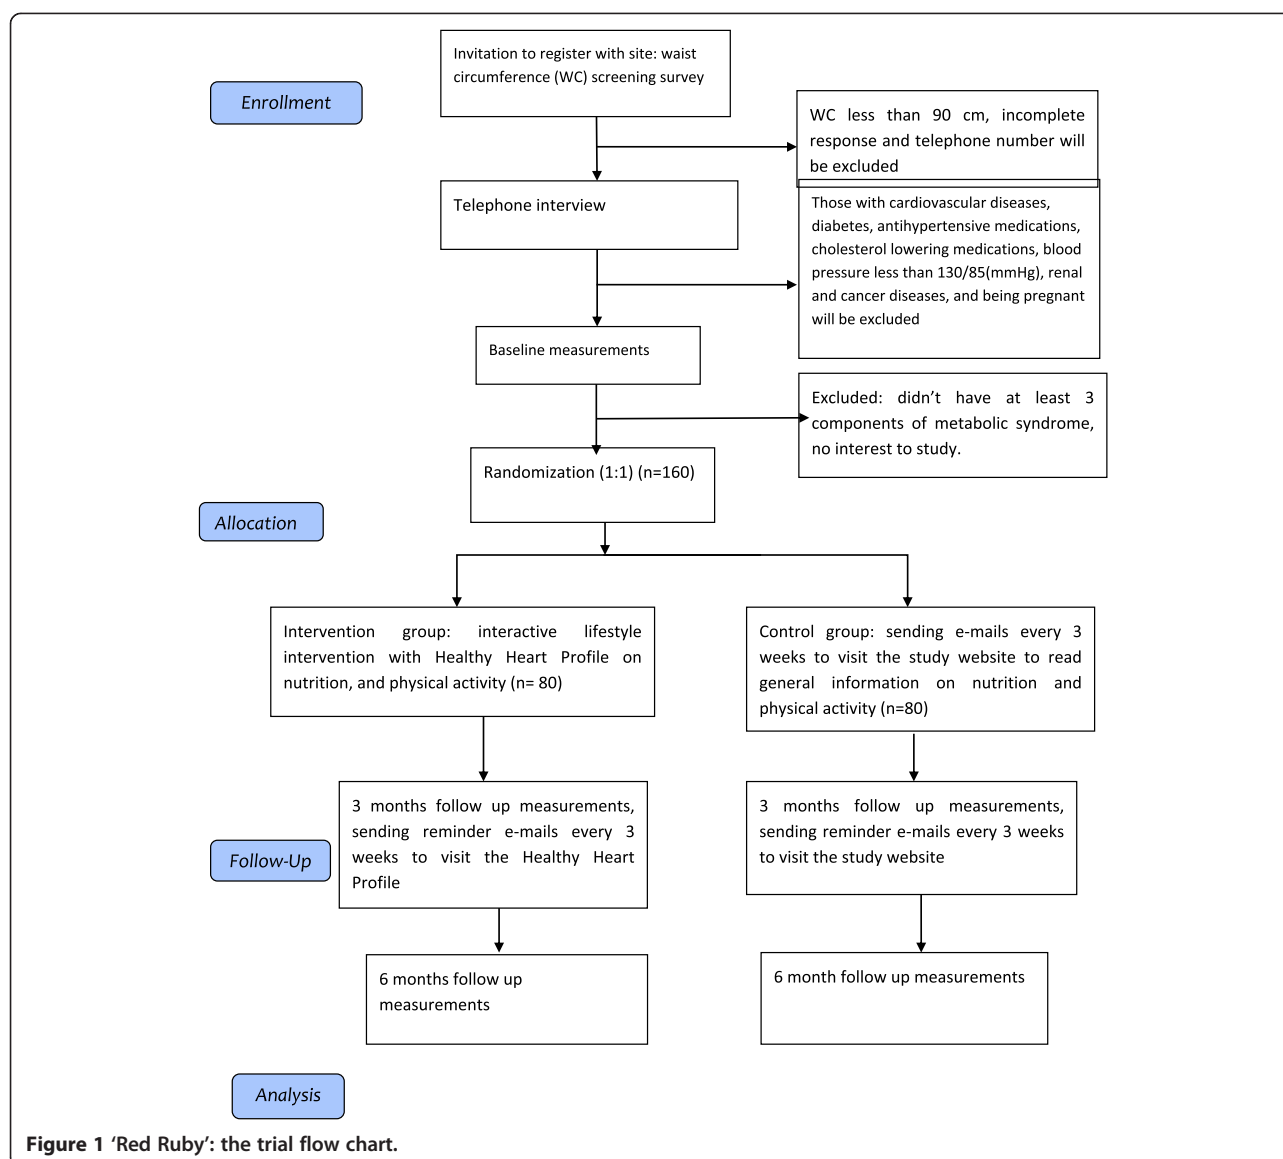 Invitation to register with site: waist
circumference (WC) screening survey
Enrollment
WC less than 90 cm, incomplete
response and telephone number will
be excluded
Telephone interview
Those with cardiovascular diseases,
diabetes, antihypertensive medications,
cholesterol lowering medications, blood
pressure less than 130/85(mmHg), renal
and cancer diseases, and being pregnant
will be excluded
Baseline measurements
Excluded: didn’t have at least 3
components of metabolic syndrome,
no interest to study.
Randomization (1:1) (n=160)
Allocation
Intervention group: interactive lifestyle
intervention with Healthy Heart Profile on
nutrition, and physical activity (n= 80)
Control group: sending e-mails every 3
weeks to visit the study website to read
general information on nutrition and
physical activity (n=80)
3 months follow up measurements,
sending reminder e-mails every 3
weeks to visit the Healthy Heart
Profile
3 months follow up measurements,
sending reminder e-mails every 3 weeks
to visit the study website
Follow-Up
6 months follow up
measurements
6 month follow up measurements
Analysis
Figure 1 ‘Red Ruby’: the trial flow chart.